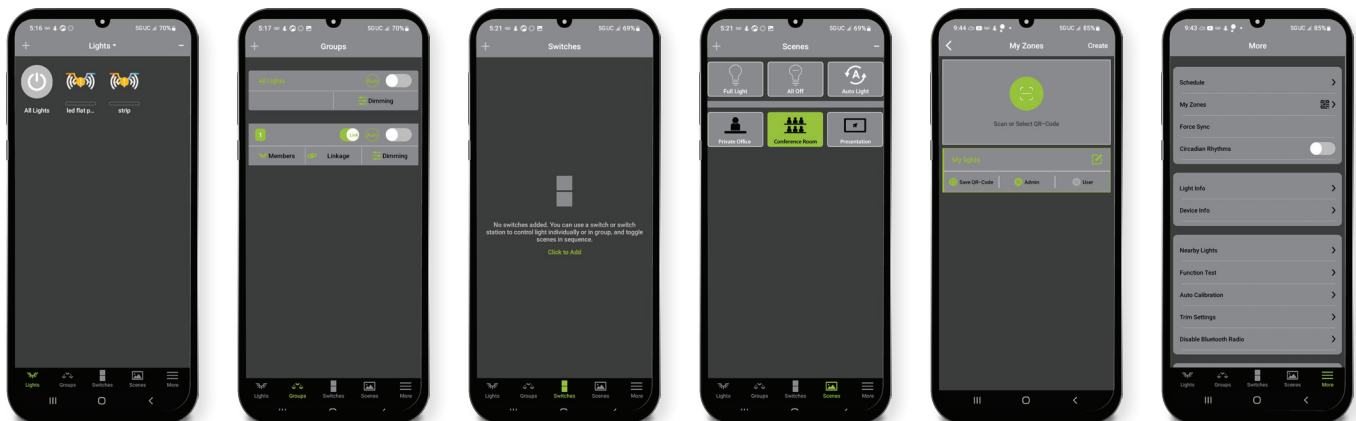 5:16
5GUC 70%
Lights
All Lights
led flat p...
strip
Lights
Groups
Switches
Scenes
More
5:17
5GUC 70%
Groups
All Lights
Auto
Dimming
1
Link
Auto
Members
Linkage
Dimming
Lights
Groups
Switches
Scenes
More
5:21
5GUC 69%
Switches
No switches added. You can use a switch or switch
station to control light individually or in group, and toggle
scenes in sequence.
Click to Add
Lights
Groups
Switches
Scenes
More
5:21
5GUC 69%
Scenes
Full Light
All Off
A
Auto Light
Private Office
Conference Room
Presentation
Lights
Groups
Switches
Scenes
More
9:44
5GUC 85%
My Zones
Create
Scan or Select QR-Code
My lights
Save QR-Code
Admin
User
9:43
5GUC 85%
More
Schedule
My Zones
Force Sync
Circadian Rhythms
Light Info
Device Info
Nearby Lights
Function Test
Auto Calibration
Trim Settings
Disable Bluetooth Radio
Lights
Groups
Switches
Scenes
More